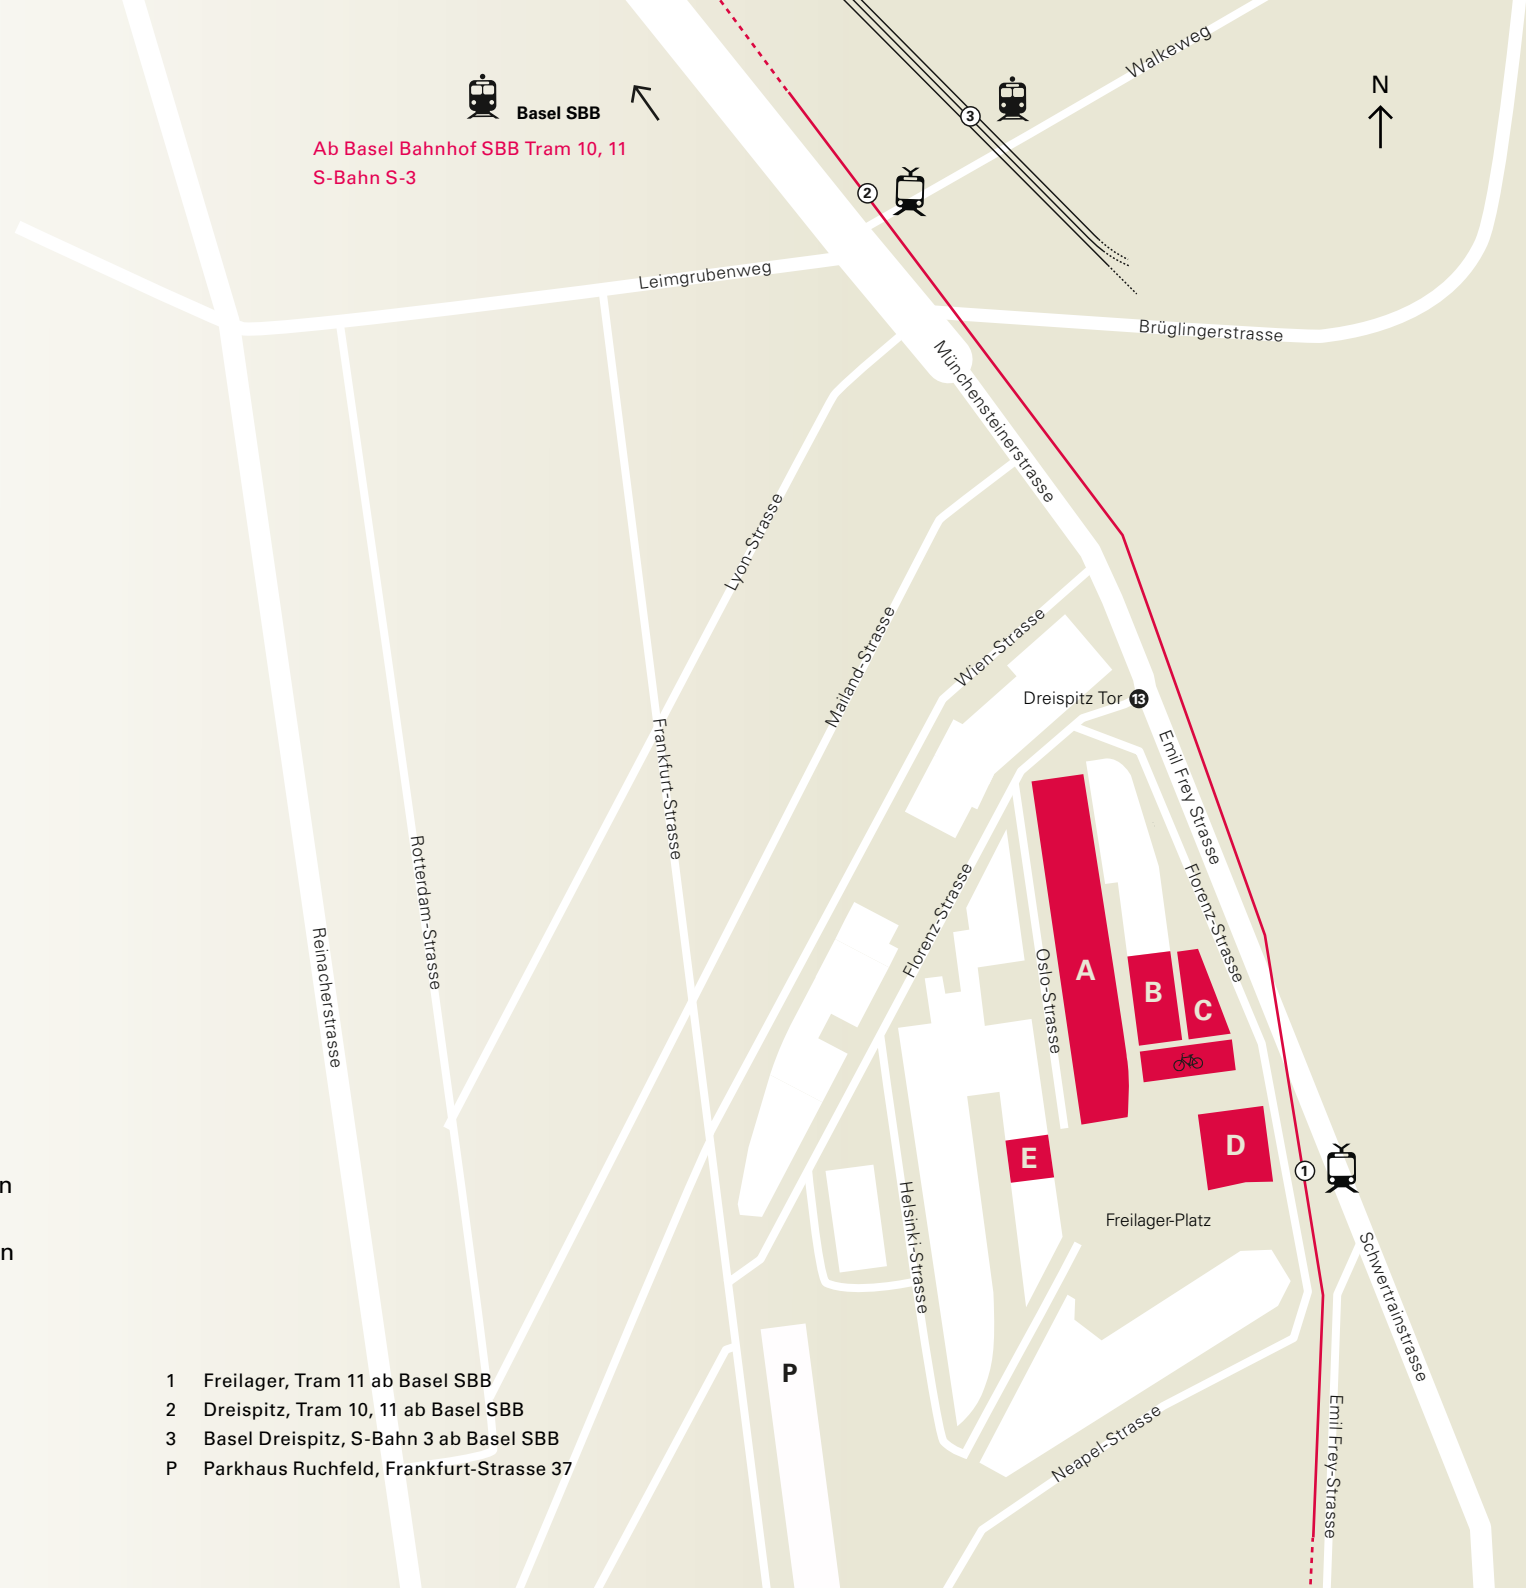 Walkeweg
N
Basel SBB
3
Ab Basel Bahnhof SBB Tram 10, 11
S-Bahn S-3
2
Leimgrubenweg
Brüglingerstrasse
Münchensteinerstrasse
Lyon-Strasse
Mailand-Strasse
Wien-Strasse
Dreispitz Tor 13
Frankfurt-Strasse
Emil Frey Strasse
Rotterdam-Strasse
Florenz-Strasse
Florenz-Strasse
Reinacherstrasse
Oslo-Strasse
A
B
C
D
E
1
n
Freilager-Platz
Helsinki-Strasse
n
Schwertrainstrasse
P
Neapel-Strasse
Emil Frey-Strasse
1 Freilager, Tram 11 ab Basel SBB
2 Dreispitz, Tram 10, 11 ab Basel SBB
3 Basel Dreispitz, S-Bahn 3 ab Basel SBB
P Parkhaus Ruchfeld, Frankfurt-Strasse 37